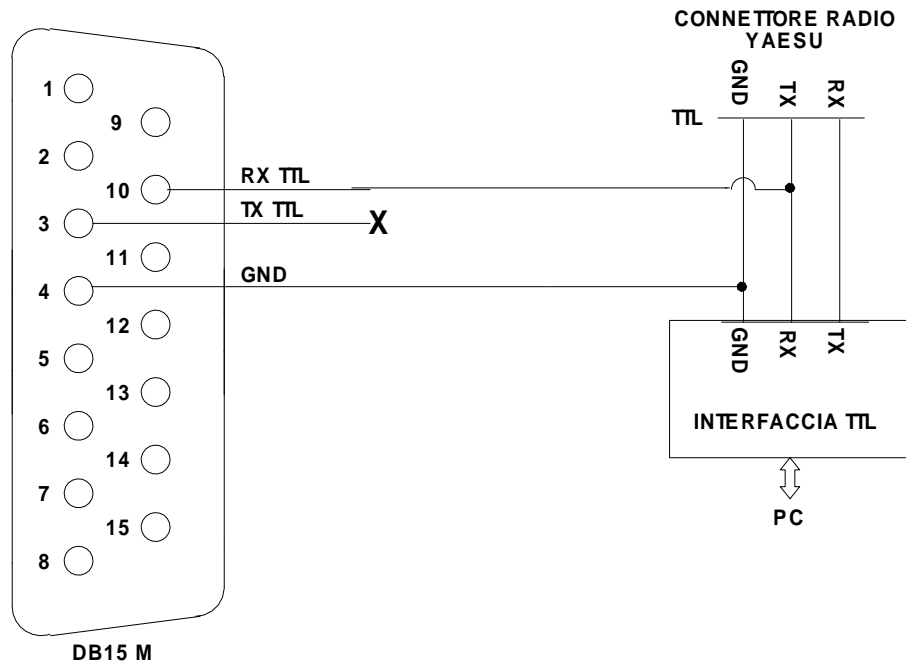 CONNETTORE RADIO
YAESU
GND TX RX
TTL
1
9
2
10
RX TTL
3
TX TTL
X
11
4
GND
12
5
13
6
14
7
15
8
GND RX TX
INTERFACCIA TTL
PC
DB15 M